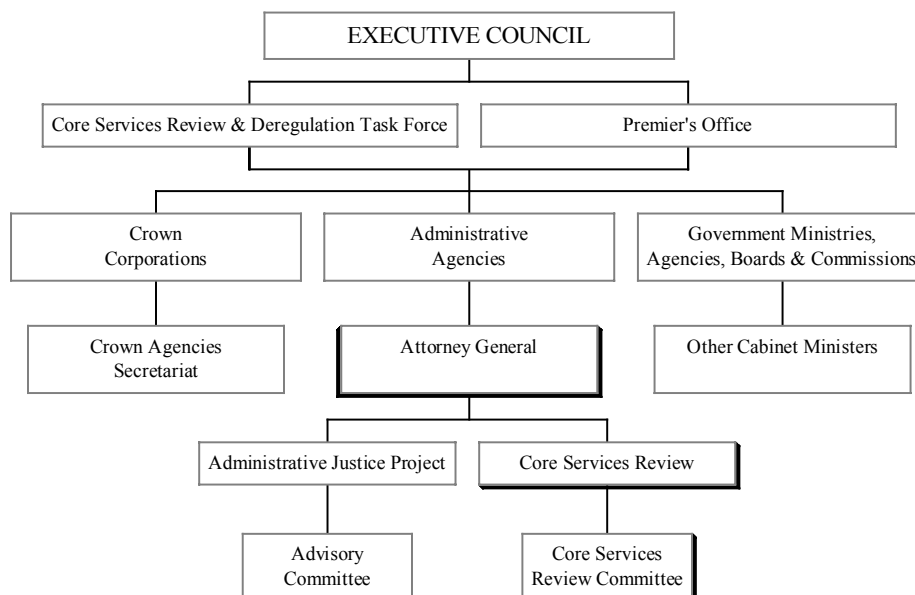 EXECUTIVE COUNCIL
Core Services Review & Deregulation Task Force
Premier's Office
Crown
Corporations
Administrative
Agencies
Government Ministries,
Agencies, Boards & Commissions
Crown Agencies
Secretariat
Attorney General
Other Cabinet Ministers
Administrative Justice Project
Core Services Review
Advisory
Committee
Core Services
Review Committee